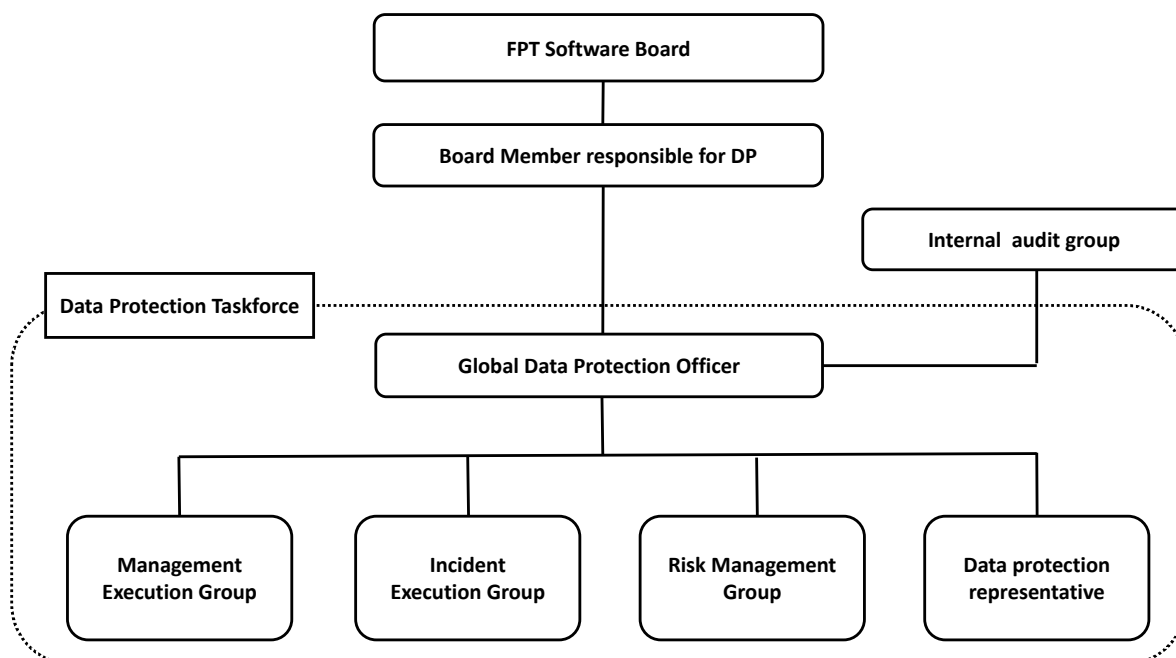 FPT Software Board
Board Member responsible for DP
Internal audit group
Data Protection Taskforce
Global Data Protection Officer
Management
Execution Group
Incident
Execution Group
Risk Management
Group
Data protection
representative